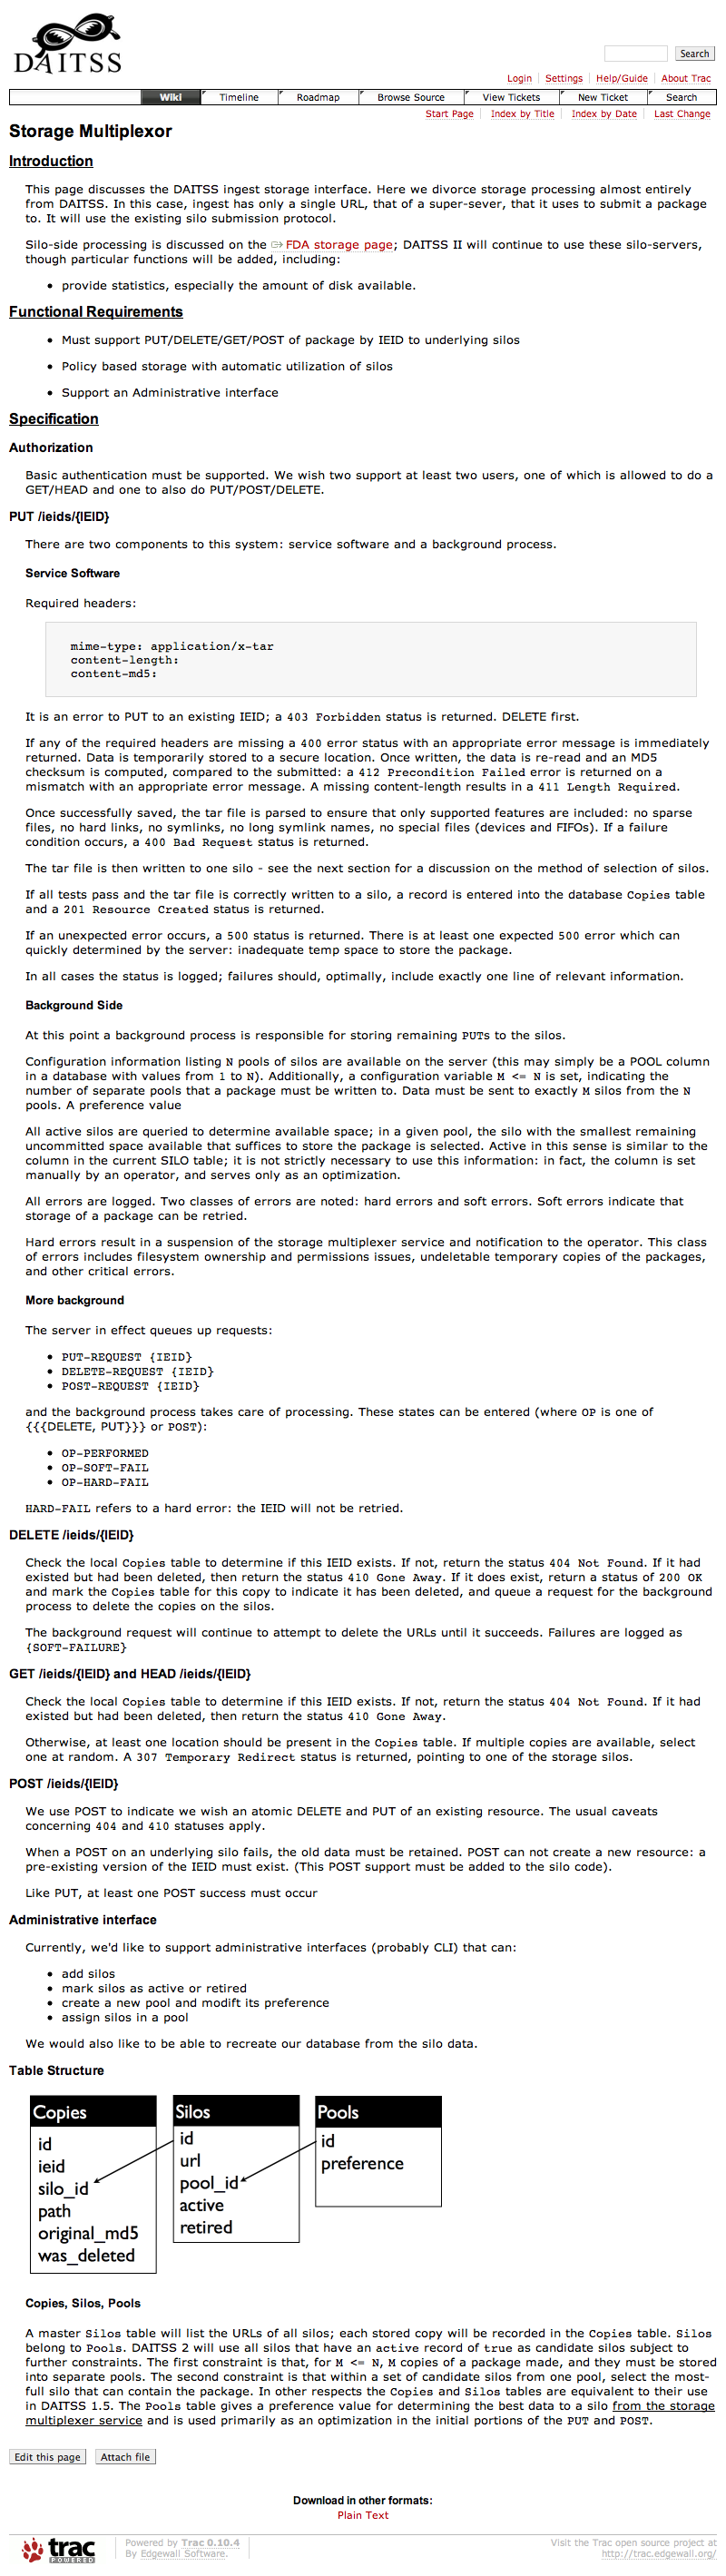 DAITSS
Search
Login Settings Help/Guide About Trac
Wiki Timeline Roadmap Browse Source View Tickets New Ticket Search
Start Page Index by Title Index by Date Last Change
Storage Multiplexor
Introduction
This page discusses the DAITSS ingest storage interface. Here we divorce storage processing almost entirely
from DAITSS. In this case, ingest has only a single URL, that of a super-sever, that it uses to submit a package
to. It will use the existing silo submission protocol.
Silo-side processing is discussed on the FDA storage page; DAITSS II will continue to use these silo-servers,
though particular functions will be added, including:
• provide statistics, especially the amount of disk available.
Functional Requirements
• Must support PUT/DELETE/GET/POST of package by IEID to underlying silos
• Policy based storage with automatic utilization of silos
• Support an Administrative interface
Specification
Authorization
Basic authentication must be supported. We wish two support at least two users, one of which is allowed to do a
GET/HEAD and one to also do PUT/POST/DELETE.
PUT /ieids/{IEID}
There are two components to this system: service software and a background process.
Service Software
Required headers:
mime-type: application/x-tar
content-length:
content-md5:
It is an error to PUT to an existing IEID; a 403 Forbidden status is returned. DELETE first.
If any of the required headers are missing a 400 error status with an appropriate error message is immediately
returned. Data is temporarily stored to a secure location. Once written, the data is re-read and an MD5
checksum is computed, compared to the submitted: a 412 Precondition Failed error is returned on a
mismatch with an appropriate error message. A missing content-length results in a 411 Length Required.
Once successfully saved, the tar file is parsed to ensure that only supported features are included: no sparse
files, no hard links, no symlinks, no long symlink names, no special files (devices and FIFOs). If a failure
condition occurs, a 400 Bad Request status is returned.
The tar file is then written to one silo - see the next section for a discussion on the method of selection of silos.
If all tests pass and the tar file is correctly written to a silo, a record is entered into the database Copies table
and a 201 Resource Created status is returned.
If an unexpected error occurs, a 500 status is returned. There is at least one expected 500 error which can
quickly determined by the server: inadequate temp space to store the package.
In all cases the status is logged; failures should, optimally, include exactly one line of relevant information.
Background Side
At this point a background process is responsible for storing remaining PUTs to the silos.
Configuration information listing N pools of silos are available on the server (this may simply be a POOL column
in a database with values from 1 to N). Additionally, a configuration variable M <= N is set, indicating the
number of separate pools that a package must be written to. Data must be sent to exactly M silos from the N
pools. A preference value
All active silos are queried to determine available space; in a given pool, the silo with the smallest remaining
uncommitted space available that suffices to store the package is selected. Active in this sense is similar to the
column in the current SILO table; it is not strictly necessary to use this information: in fact, the column is set
manually by an operator, and serves only as an optimization.
All errors are logged. Two classes of errors are noted: hard errors and soft errors. Soft errors indicate that
storage of a package can be retried.
Hard errors result in a suspension of the storage multiplexer service and notification to the operator. This class
of errors includes filesystem ownership and permissions issues, undeletable temporary copies of the packages,
and other critical errors.
More background
The server in effect queues up requests:
• PUT-REQUEST {IEID}
• DELETE-REQUEST {IEID}
• POST-REQUEST {IEID}
and the background process takes care of processing. These states can be entered (where OP is one of
{{{DELETE, PUT}}} or POST):
• OP-PERFORMED
• OP-SOFT-FAIL
• OP-HARD-FAIL
HARD-FAIL refers to a hard error: the IEID will not be retried.
DELETE /ieids/{IEID}
Check the local Copies table to determine if this IEID exists. If not, return the status 404 Not Found. If it had
existed but had been deleted, then return the status 410 Gone Away. If it does exist, return a status of 200 OK
and mark the Copies table for this copy to indicate it has been deleted, and queue a request for the background
process to delete the copies on the silos.
The background request will continue to attempt to delete the URLs until it succeeds. Failures are logged as
{SOFT-FAILURE}
GET /ieids/{IEID} and HEAD /ieids/{IEID}
Check the local Copies table to determine if this IEID exists. If not, return the status 404 Not Found. If it had
existed but had been deleted, then return the status 410 Gone Away.
Otherwise, at least one location should be present in the Copies table. If multiple copies are available, select
one at random. A 307 Temporary Redirect status is returned, pointing to one of the storage silos.
POST /ieids/{IEID}
We use POST to indicate we wish an atomic DELETE and PUT of an existing resource. The usual caveats
concerning 404 and 410 statuses apply.
When a POST on an underlying silo fails, the old data must be retained. POST can not create a new resource: a
pre-existing version of the IEID must exist. (This POST support must be added to the silo code).
Like PUT, at least one POST success must occur
Administrative interface
Currently, we'd like to support administrative interfaces (probably CLI) that can:
• add silos
• mark silos as active or retired
• create a new pool and modift its preference
• assign silos in a pool
We would also like to be able to recreate our database from the silo data.
Table Structure
Copies
id
ieid
silo_id
path
original_md5
was_deleted
Silos
id
url
pool_id
active
retired
Pools
id
preference
Copies, Silos, Pools
A master Silos table will list the URLs of all silos; each stored copy will be recorded in the Copies table. Silos
belong to Pools. DAITSS 2 will use all silos that have an active record of true as candidate silos subject to
further constraints. The first constraint is that, for M <= N, M copies of a package made, and they must be stored
into separate pools. The second constraint is that within a set of candidate silos from one pool, select the most-
full silo that can contain the package. In other respects the Copies and Silos tables are equivalent to their use
in DAITSS 1.5. The Pools table gives a preference value for determining the best data to a silo from the storage
multiplexer service and is used primarily as an optimization in the initial portions of the PUT and POST.
Edit this page Attach file
Download in other formats:
Plain Text
trac POWERED
Powered by Trac 0.10.4
By Edgewall Software.
Visit the Trac open source project at
http://trac.edgewall.org/